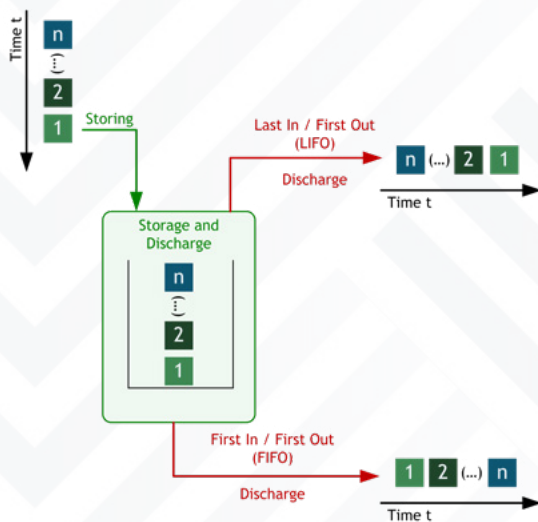 Time t
n
(...)
2
1
Storing
Last In / First Out
(LIFO)
Discharge
n (...) 2 1
Time t
Storage and
Discharge
n
(...)
2
1
First In / First Out
(FIFO)
Discharge
1 2 (...) n
Time t